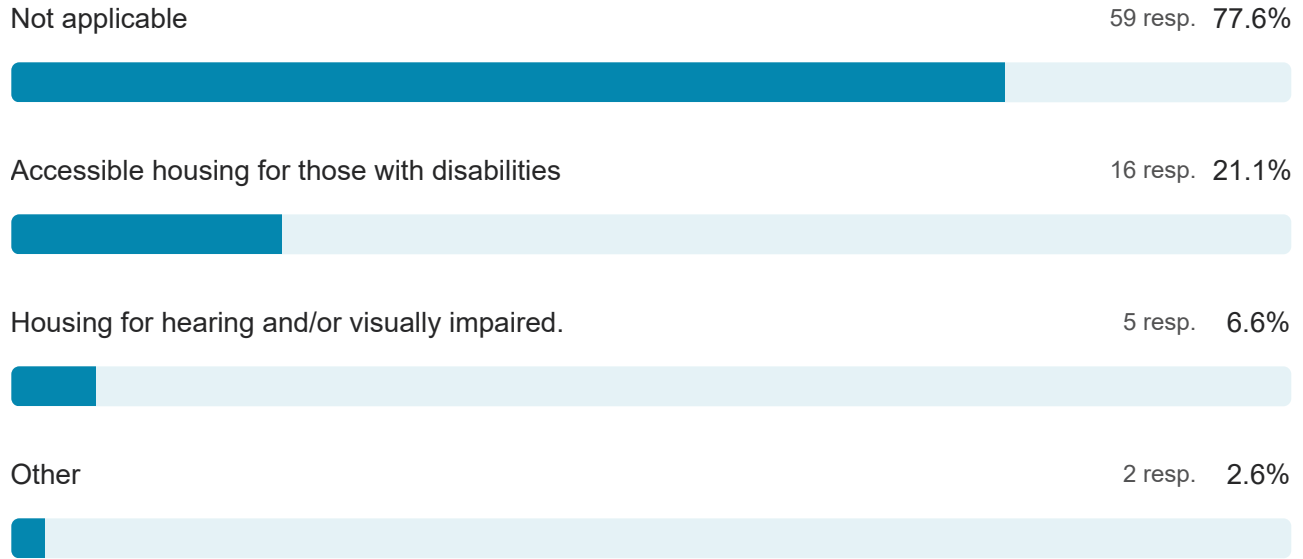 Not applicable 59 resp. 77.6%
Accessible housing for those with disabilities 16 resp. 21.1%
Housing for hearing and/or visually impaired. 5 resp. 6.6%
Other 2 resp. 2.6%